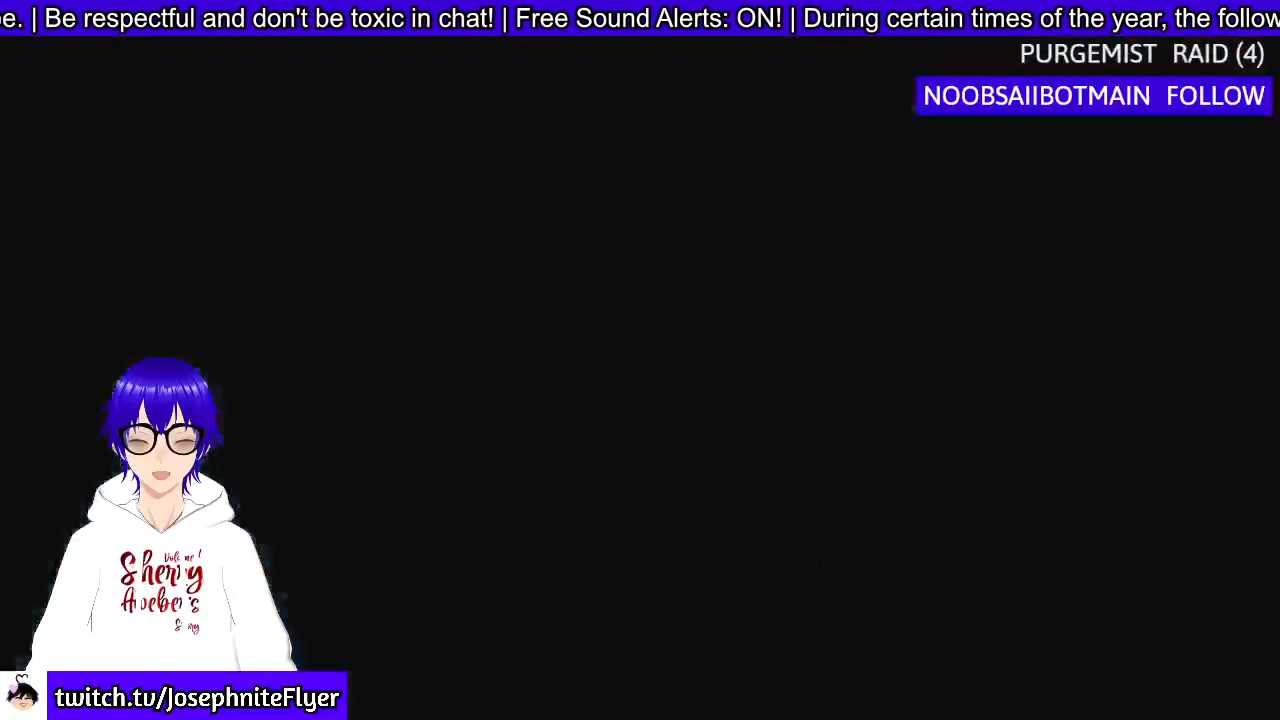 e. | Be respectful and don't be toxic in chat! | Free Sound Alerts: ON! | During certain times of the year, the follow
PURGEMIST RAID (4)
NOOBSAIIBOTMAIN FOLLOW
Sherry
twitch.tv/JosephniteFlyer